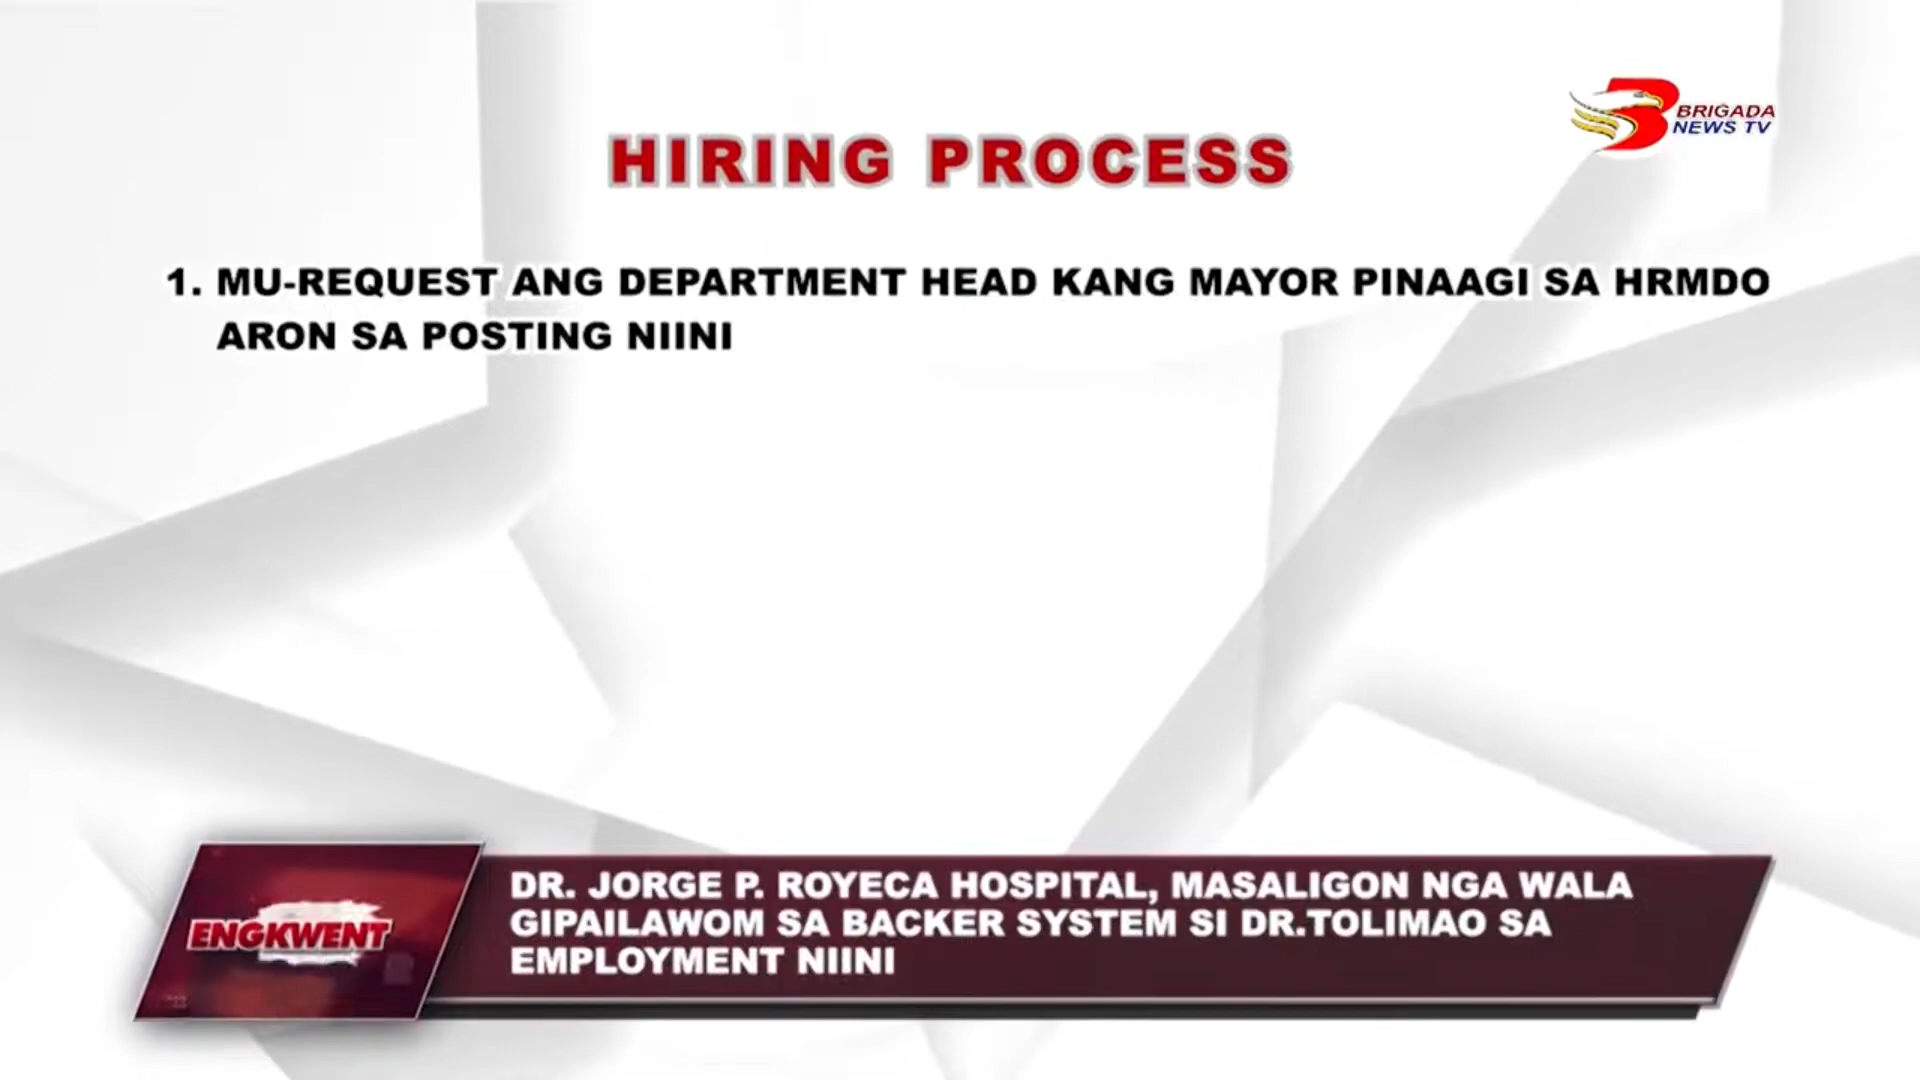 BRIGADA
NEWS TV
HIRING PROCESS
1. MU-REQUEST ANG DEPARTMENT HEAD KANG MAYOR PINAAGI SA HRMDO
ARON SA POSTING NIINI
ENGKWENT
DR. JORGE P. ROYECA HOSPITAL, MASALIGON NGA WALA
GIPAILAWOM SA BACKER SYSTEM SI DR.TOLIMAO SA
EMPLOYMENT NIINI